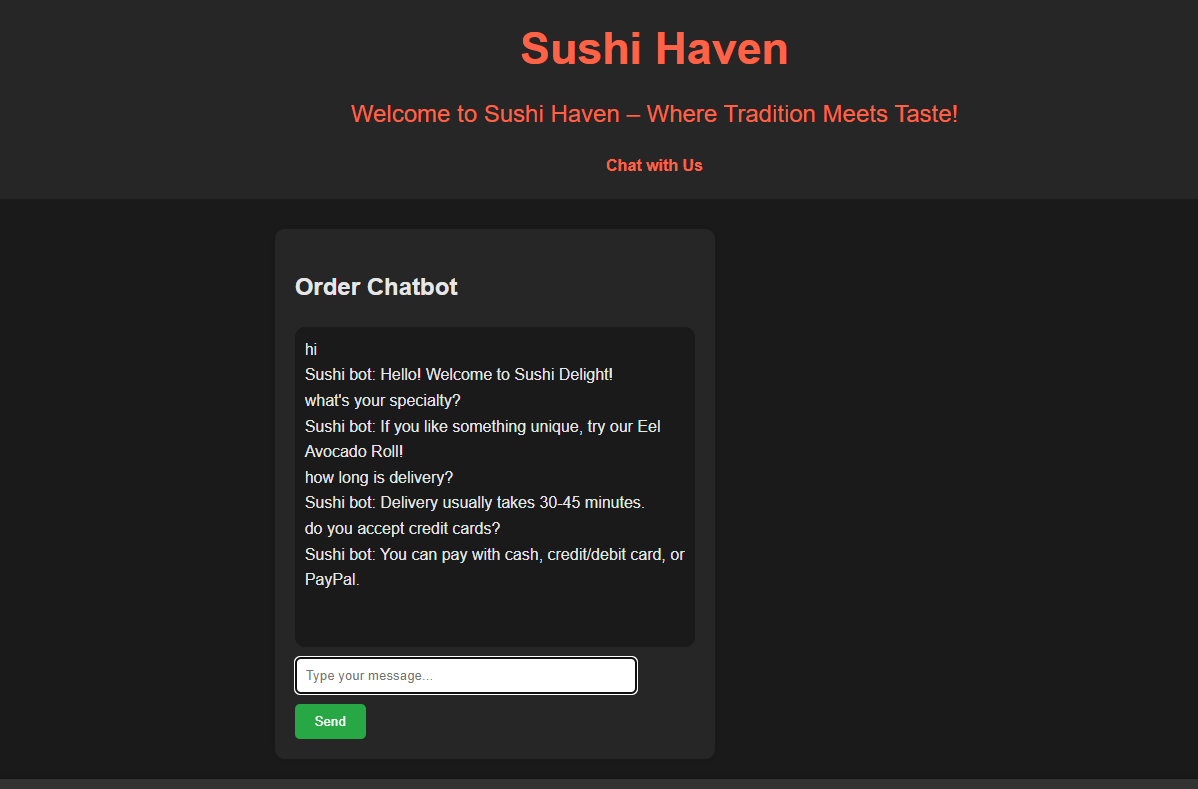 Sushi Haven
Welcome to Sushi Haven – Where Tradition Meets Taste!
Chat with Us
Order Chatbot
hi
Sushi bot: Hello! Welcome to Sushi Delight!
what's your specialty?
Sushi bot: If you like something unique, try our Eel
Avocado Roll!
how long is delivery?
Sushi bot: Delivery usually takes 30-45 minutes.
do you accept credit cards?
Sushi bot: You can pay with cash, credit/debit card, or
PayPal.
Type your message...
Send